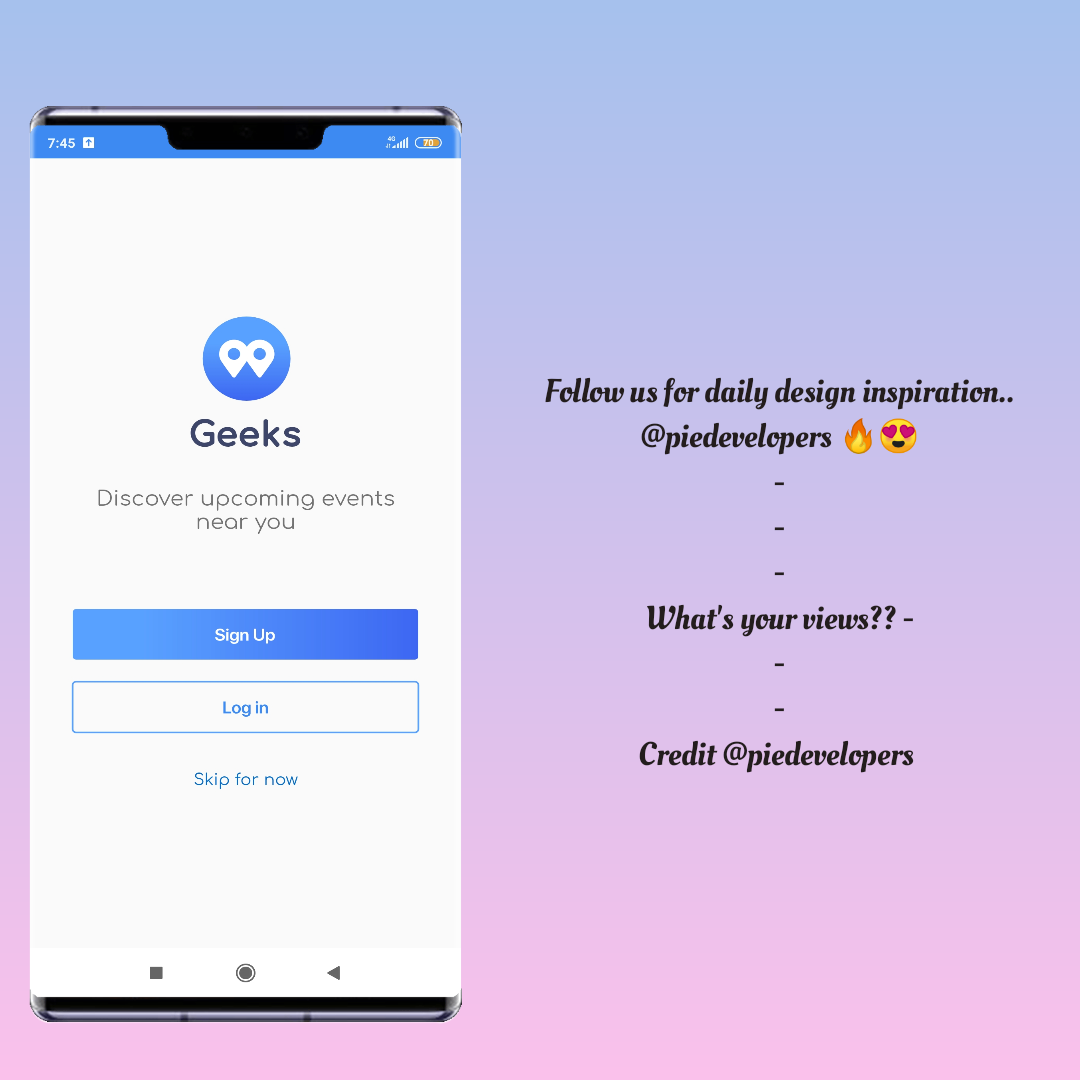 7:45
4G
70
Geeks
Discover upcoming events
near you
Sign Up
Log in
Skip for now
Follow us for daily design inspiration..
@piedevelopers 🔥😍
-
-
-
What's your views?? -
-
-
Credit @piedevelopers